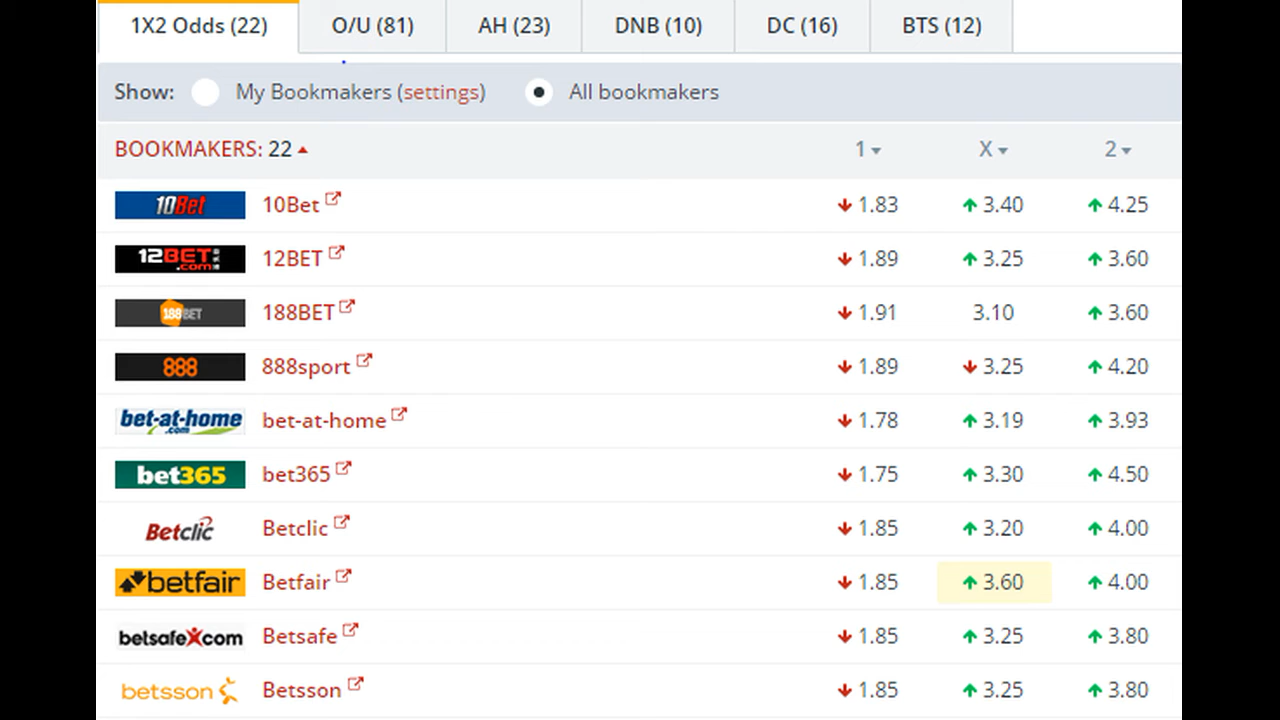 1X2 Odds (22) O/U (81) AH (23) DNB (10) DC (16) BTS (12)
Show: My Bookmakers (settings) All bookmakers
BOOKMAKERS: 22 1 X 2
10Bet 10Bet 1.83 3.40 4.25
12BET.com 12BET 1.89 3.25 3.60
188BET 188BET 1.91 3.10 3.60
888 888sport 1.89 3.25 4.20
bet-at-home.com bet-at-home 1.78 3.19 3.93
bet365 bet365 1.75 3.30 4.50
Betclic Betclic 1.85 3.20 4.00
betfair Betfair 1.85 3.60 4.00
betsafe.com Betsafe 1.85 3.25 3.80
betsson Betsson 1.85 3.25 3.80